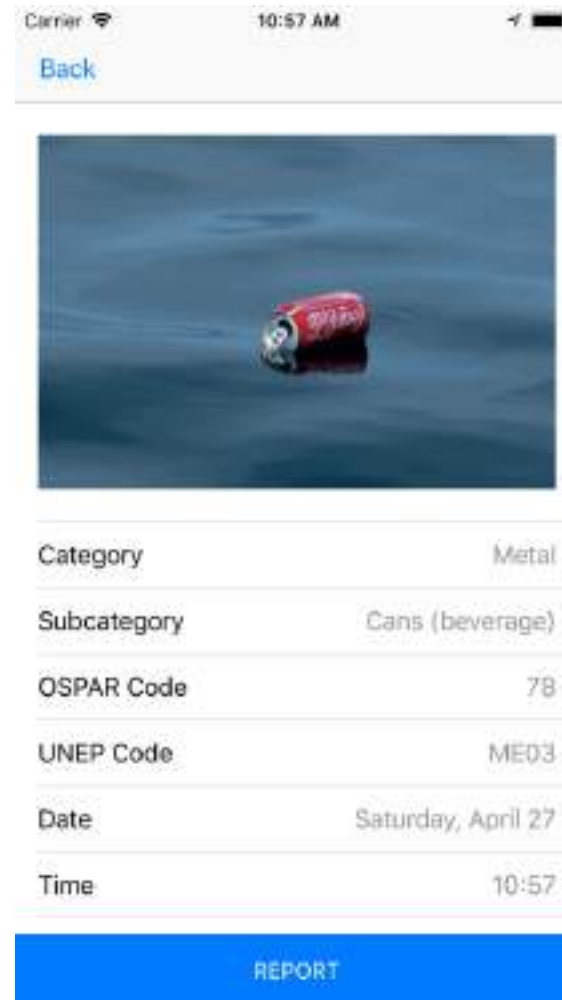 Carrier
10:57 AM
Back
Category Metal
Subcategory Cans (beverage)
OSPAR Code 78
UNEP Code ME03
Date Saturday, April 27
Time 10:57
REPORT